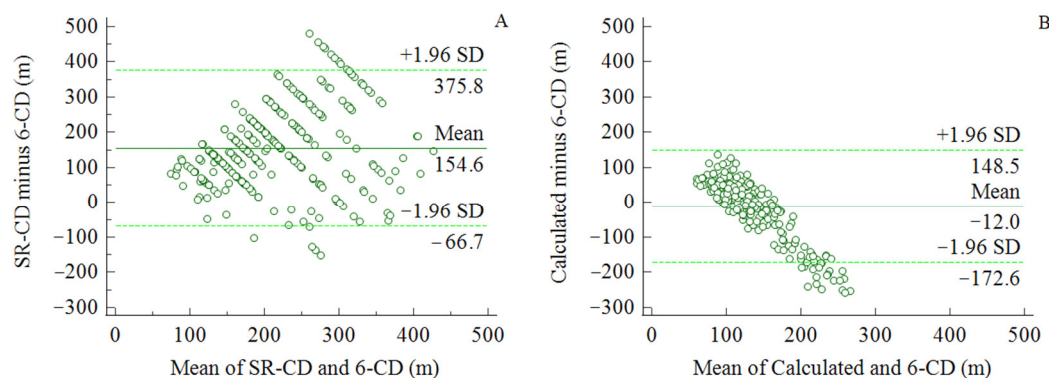 A
SR-CD minus 6-CD (m)
500
400
300
200
100
0
−100
−200
−300
+1.96 SD
375.8
Mean
154.6
−1.96 SD
−66.7
0 100 200 300 400 500
Mean of SR-CD and 6-CD (m)
B
Calculated minus 6-CD (m)
500
400
300
200
100
0
−100
−200
−300
+1.96 SD
148.5
Mean
−12.0
−1.96 SD
−172.6
0 100 200 300 400 500
Mean of Calculated and 6-CD (m)